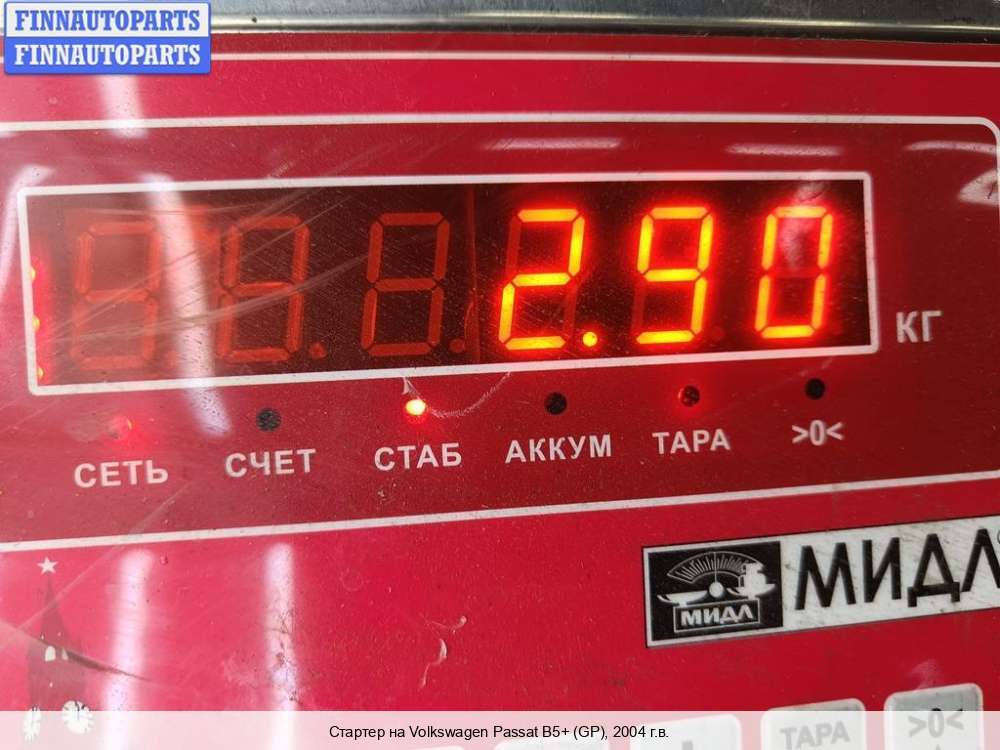 FINNAUTOPARTS
FINNAUTOPARTS
2.90
КГ
СЕТЬ СЧЕТ СТАБ АККУМ ТАРА >0<
МИДЛ МИДЛ
ТАРА >0<
Стартер на Volkswagen Passat B5+ (GP), 2004 г.в.